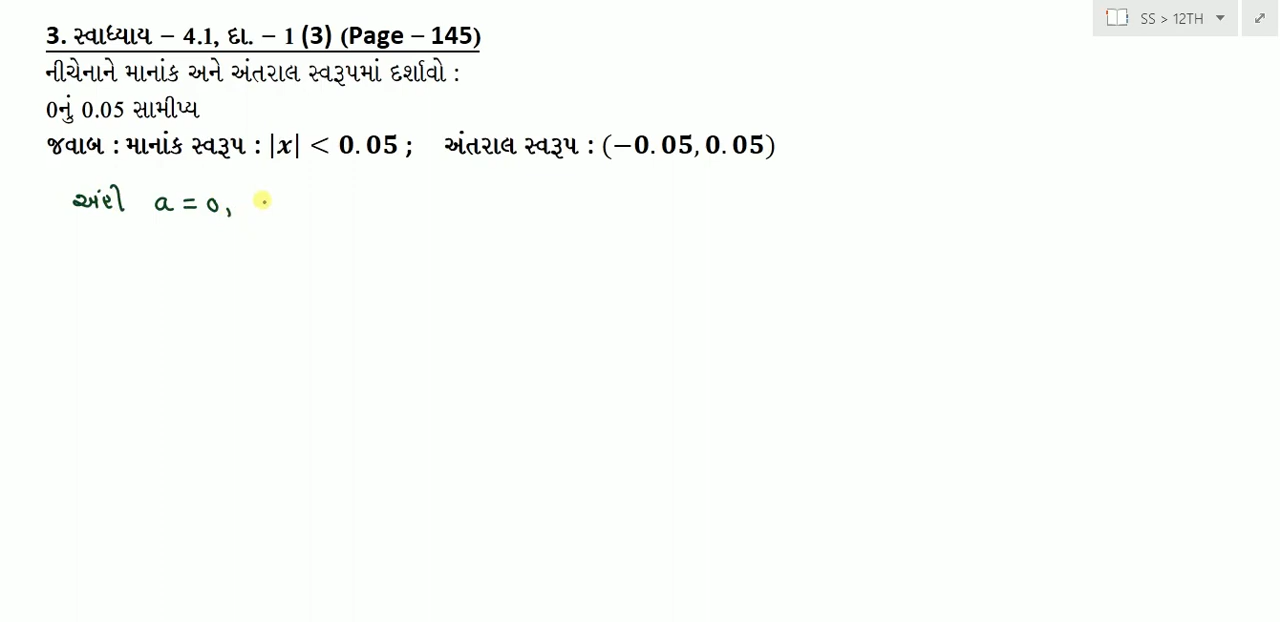 SS > 12TH
3. સ્વાધ્યાય – 4.1, દા. – 1 (3) (Page – 145)
નીચેનાને માનાંક અને અંતરાલ સ્વરૂપમાં દર્શાવો :
0નું 0.05 સામીપ્ય
જવાબ : માનાંક સ્વરૂપ : |x| < 0.05 ; અંતરાલ સ્વરૂપ : (−0.05, 0.05)
અહીં a = 0,